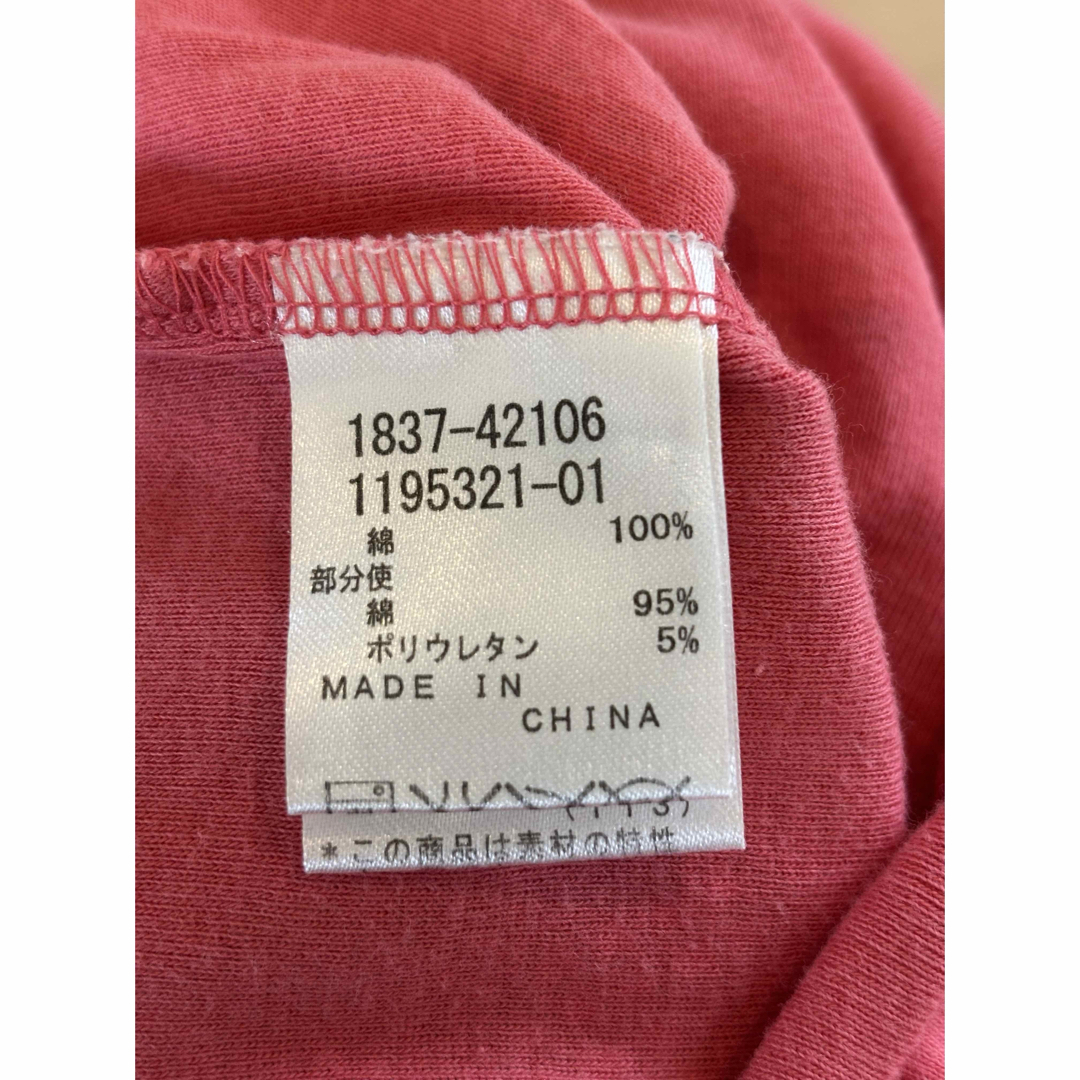 1837-42106
1195321-01
綿 100%
部分使
綿 95%
ポリウレタン 5%
MADE IN
CHINA
*この商品は素材の特性